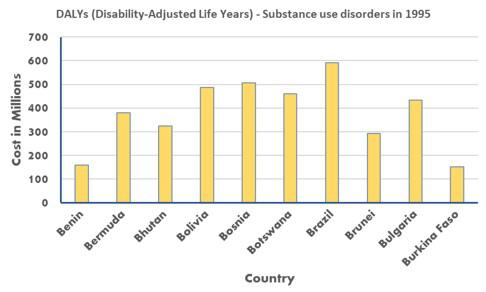 DALYs (Disability-Adjusted Life Years) - Substance use disorders in 1995
Cost in Millions
700
600
500
400
300
200
100
0
Benin
Bermuda
Bhutan
Bolivia
Bosnia
Botswana
Brazil
Brunei
Bulgaria
Burkina Faso
Country